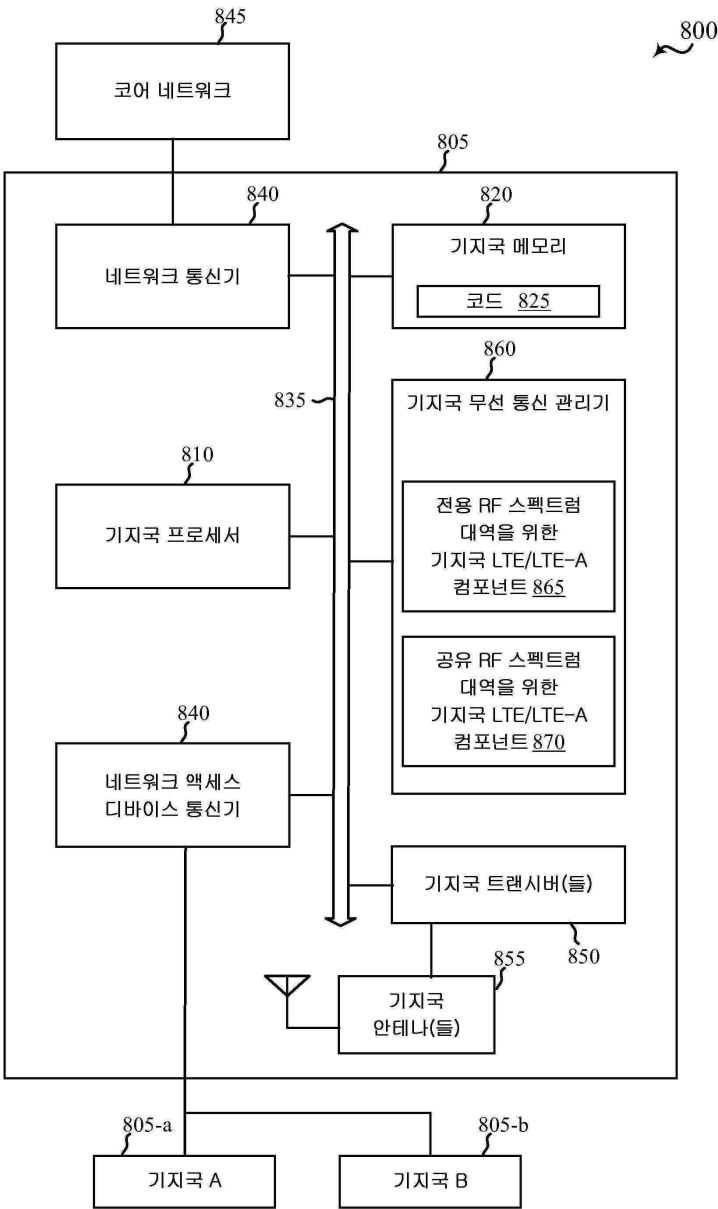 845
800
코어 네트워크
805
840
네트워크 통신기
820
기지국 메모리
코드 825
835
860
기지국 무선 통신 관리기
810
기지국 프로세서
전용 RF 스펙트럼
대역을 위한
기지국 LTE/LTE-A
컴포넌트 865
공유 RF 스펙트럼
대역을 위한
기지국 LTE/LTE-A
컴포넌트 870
840
네트워크 액세스
디바이스 통신기
기지국 트랜시버(들)
850
855
기지국
안테나(들)
805-a
기지국 A
805-b
기지국 B